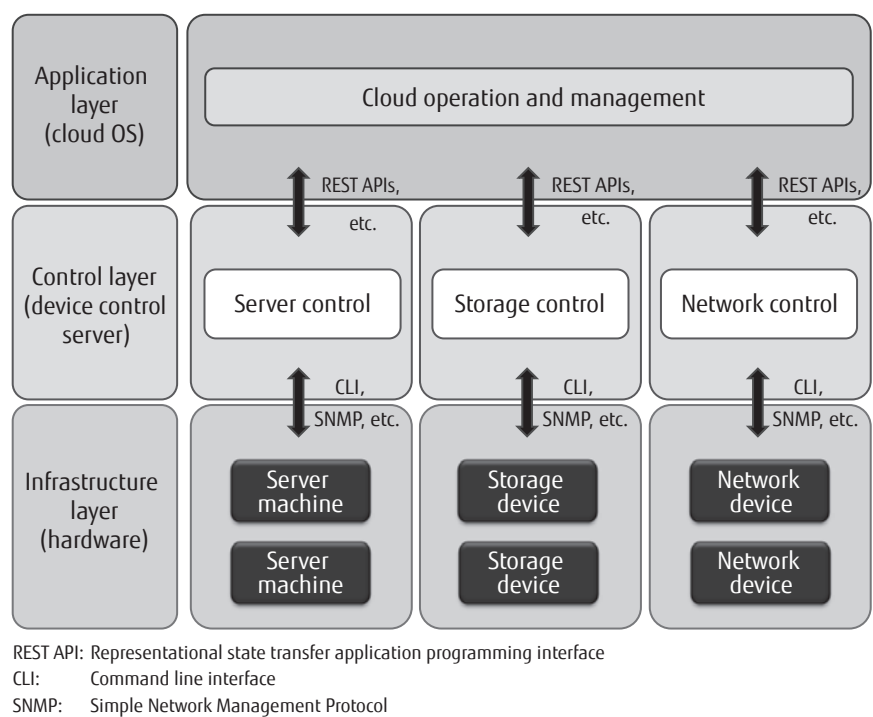 Application
layer
(cloud OS)
Cloud operation and management
REST APIs,
etc.
REST APIs,
etc.
REST APIs,
etc.
Control layer
(device control
server)
Server control
Storage control
Network control
CLI,
SNMP, etc.
CLI,
SNMP, etc.
CLI,
SNMP, etc.
Infrastructure
layer
(hardware)
Server
machine
Storage
device
Network
device
Server
machine
Storage
device
Network
device
REST API: Representational state transfer application programming interface
CLI: Command line interface
SNMP: Simple Network Management Protocol